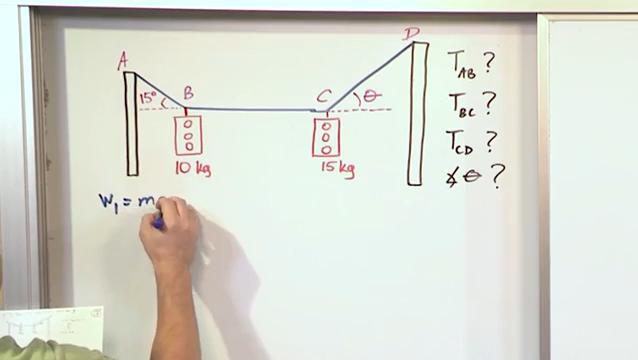 A
D
15°
B
C
θ
10 kg
15 kg
T_AB ?
T_BC ?
T_CD ?
∡ θ ?
W₁ = m